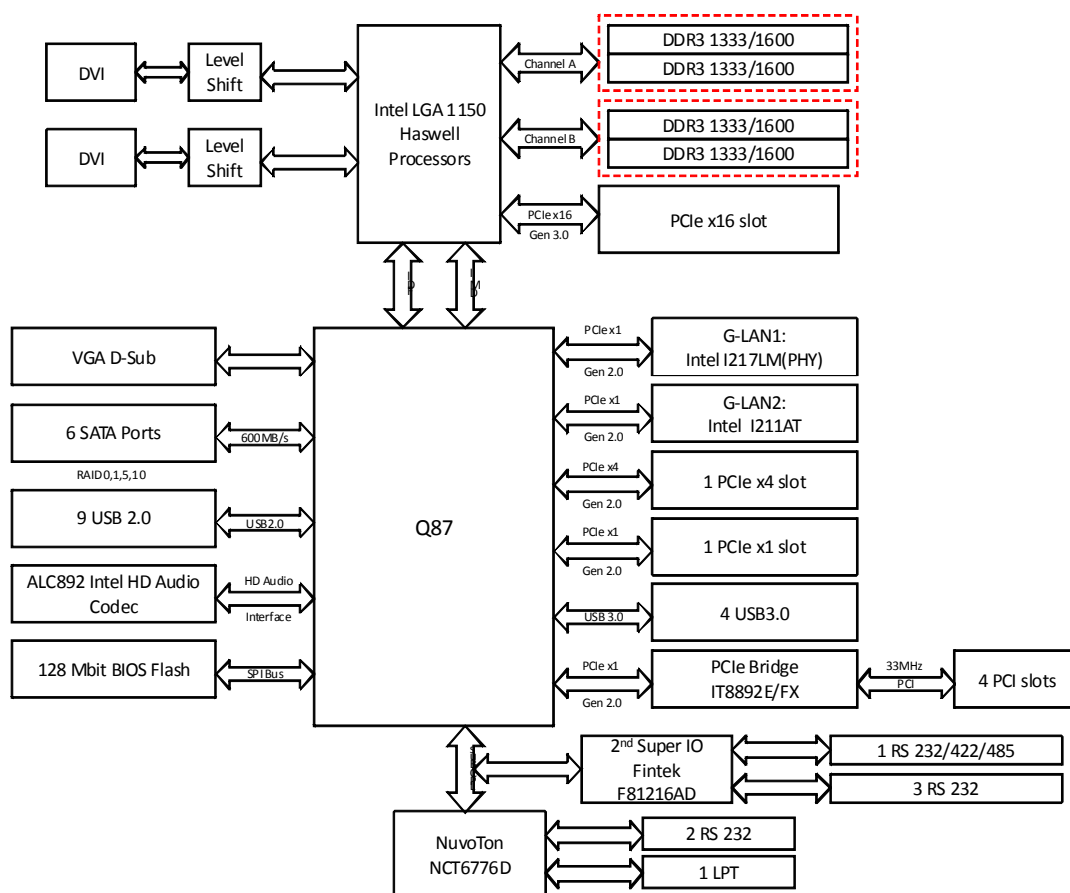 DVI
Level
Shift
Intel LGA 1150
Haswell
Processors
Channel A
DDR3 1333/1600
DDR3 1333/1600
DVI
Level
Shift
Channel B
DDR3 1333/1600
DDR3 1333/1600
PCIe x16
Gen 3.0
PCIe x16 slot
VGA D-Sub
6 SATA Ports
600MB/s
RAID 0,1,5,10
9 USB 2.0
USB2.0
ALC892 Intel HD Audio
Codec
HD Audio
Interface
128 Mbit BIOS Flash
SPI Bus
Q87
PCIe x1
Gen 2.0
G-LAN1:
Intel I217LM(PHY)
PCIe x1
Gen 2.0
G-LAN2:
Intel I211AT
PCIe x4
Gen 2.0
1 PCIe x4 slot
PCIe x1
Gen 2.0
1 PCIe x1 slot
USB 3.0
4 USB3.0
PCIe x1
Gen 2.0
PCIe Bridge
IT8892E/FX
33MHz
PCI
4 PCI slots
2nd Super IO
Fintek
F81216AD
1 RS 232/422/485
3 RS 232
NuvoTon
NCT6776D
2 RS 232
1 LPT